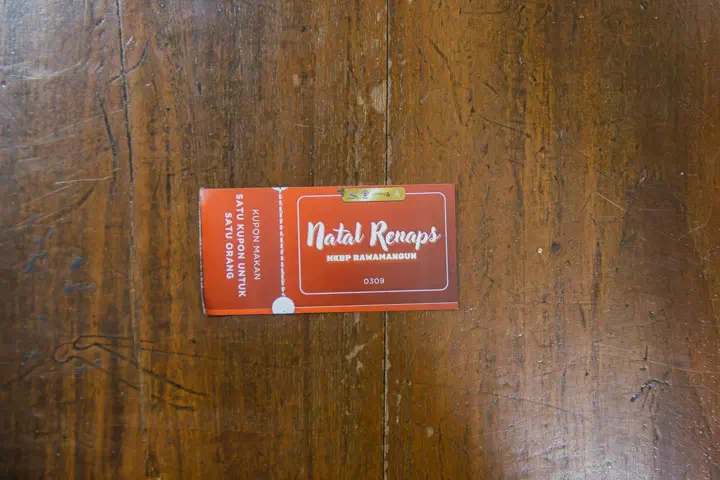 KUPON MAKAN
SATU KUPON UNTUK
SATU ORANG
Natal Renaps
HKBP RAWAMANGUN
0309